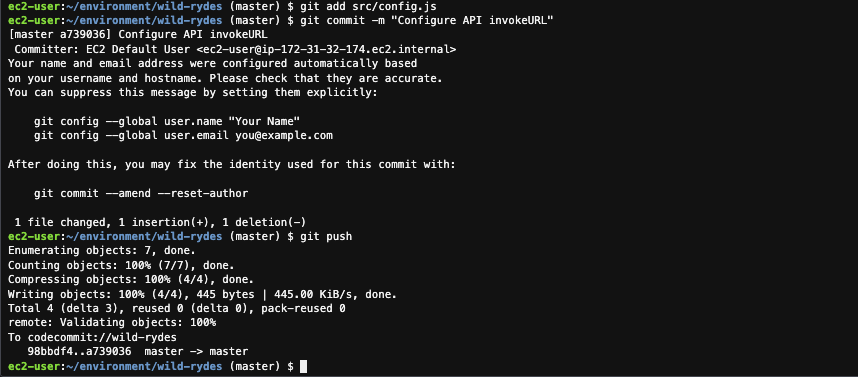 ec2-user:~/environment/wild-rydes (master) $ git add src/config.js
ec2-user:~/environment/wild-rydes (master) $ git commit -m "Configure API invokeURL"
[master a739036] Configure API invokeURL
 Committer: EC2 Default User <ec2-user@ip-172-31-32-174.ec2.internal>
Your name and email address were configured automatically based
on your username and hostname. Please check that they are accurate.
You can suppress this message by setting them explicitly:

    git config --global user.name "Your Name"
    git config --global user.email you@example.com

After doing this, you may fix the identity used for this commit with:

    git commit --amend --reset-author

 1 file changed, 1 insertion(+), 1 deletion(-)
ec2-user:~/environment/wild-rydes (master) $ git push
Enumerating objects: 7, done.
Counting objects: 100% (7/7), done.
Compressing objects: 100% (4/4), done.
Writing objects: 100% (4/4), 445 bytes | 445.00 KiB/s, done.
Total 4 (delta 3), reused 0 (delta 0), pack-reused 0
remote: Validating objects: 100%
To codecommit://wild-rydes
   98bbdf4..a739036  master -> master
ec2-user:~/environment/wild-rydes (master) $